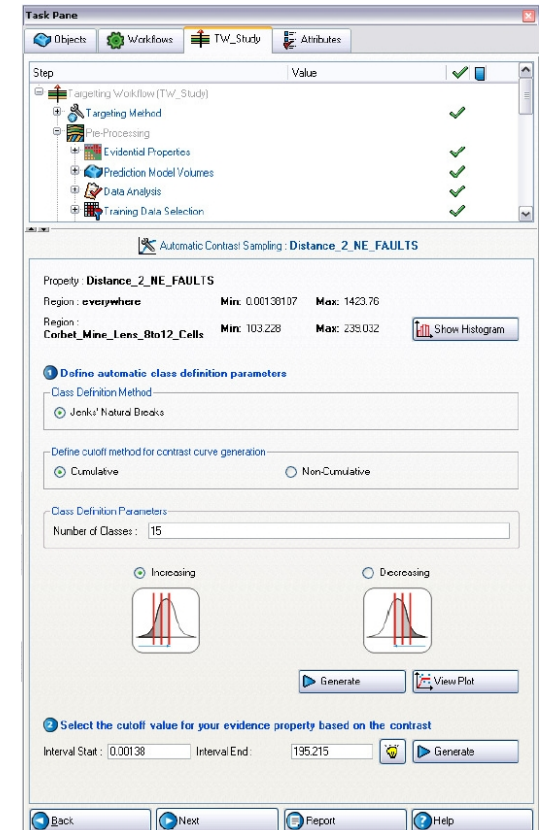 Task Pane
Objects Workflows TW_Study Attributes
Step Value
Targetting Workflow (TW_Study)
Targeting Method
Pre-Processing
Evidential Properties
Prediction Model Volumes
Data Analysis
Training Data Selection
Automatic Contrast Sampling : Distance_2_NE_FAULTS
Property : Distance_2_NE_FAULTS
Region : everywhere Min: 0.00138107 Max: 1423.76
Region :
Corbet_Mine_Lens_8to12_Cells Min: 103.228 Max: 239.032 Show Histogram
1 Define automatic class definition parameters
Class Definition Method
Jenks' Natural Breaks
Define cutoff method for contrast curve generation
Cumulative Non-Cumulative
Class Definition Parameters
Number of Classes : 15
Increasing Decreasing
Generate View Plot
2 Select the cutoff value for your evidence property based on the contrast
Interval Start : 0.00138 Interval End : 195.215 Generate
Back Next Report Help